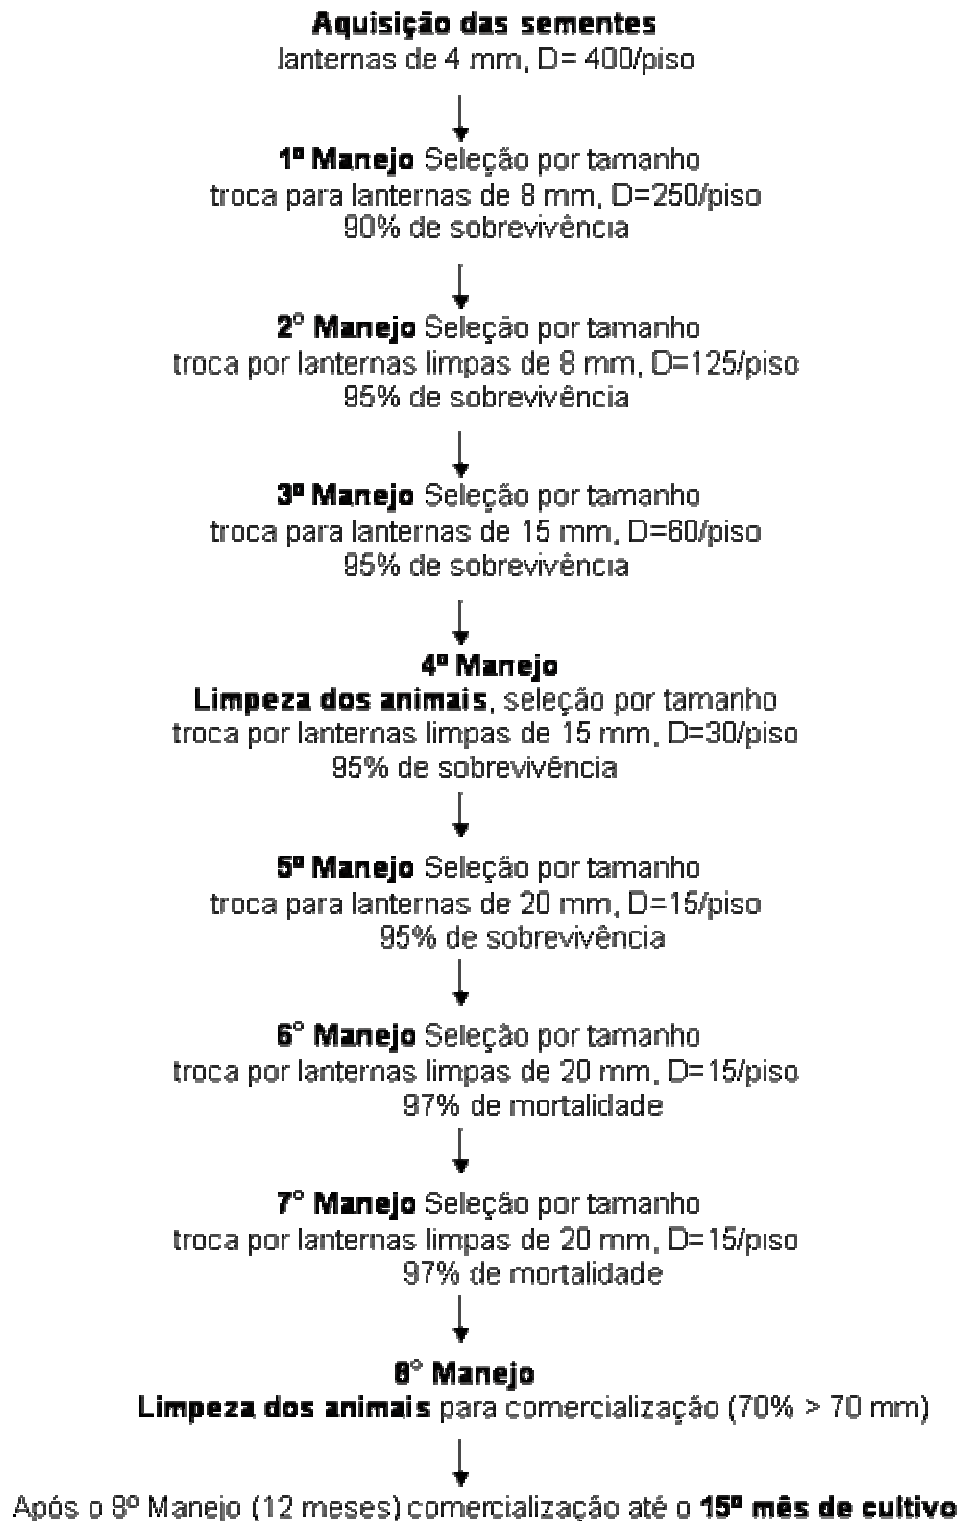 Aquisição das sementes
lanternas de 4 mm, D= 400/piso
1º Manejo Seleção por tamanho
troca para lanternas de 8 mm, D=250/piso
90% de sobrevivência
2° Manejo Seleção por tamanho
troca por lanternas limpas de 8 mm, D=125/piso
95% de sobrevivência
3º Manejo Seleção por tamanho
troca para lanternas de 15 mm, D=60/piso
95% de sobrevivência
4º Manejo
Limpeza dos animais, seleção por tamanho
troca por lanternas limpas de 15 mm, D=30/piso
95% de sobrevivência
5º Manejo Seleção por tamanho
troca para lanternas de 20 mm, D=15/piso
95% de sobrevivência
6° Manejo Seleção por tamanho
troca por lanternas limpas de 20 mm, D=15/piso
97% de mortalidade
7° Manejo Seleção por tamanho
troca por lanternas limpas de 20 mm, D=15/piso
97% de mortalidade
8° Manejo
Limpeza dos animais para comercialização (70% > 70 mm)
Após o 8º Manejo (12 meses) comercialização até o 15º mês de cultivo